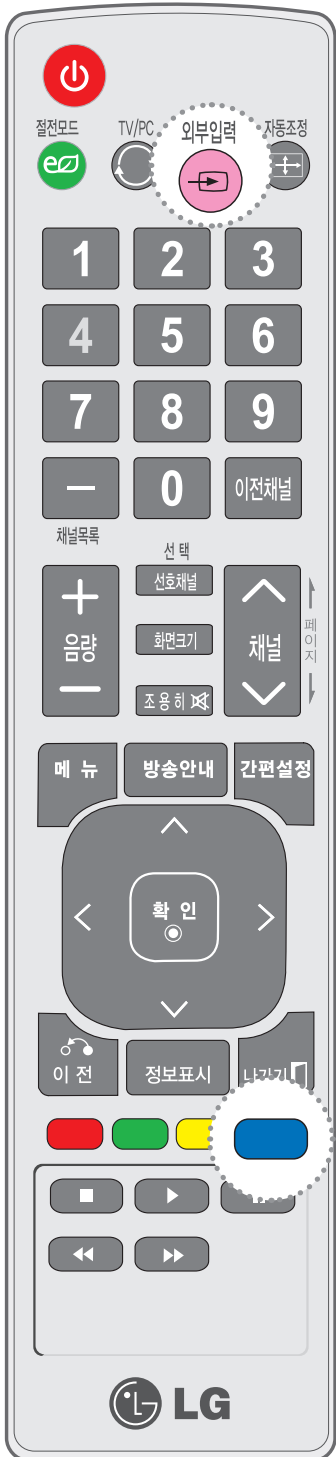 절전모드 TV/PC 외부입력 자동조정
1 2 3
4 5 6
7 8 9
— 0 이전채널
채널목록
선 택
+ 음량 —
선호채널
화면크기
조용히
채널
페이지
메 뉴 방송안내 간편설정
확 인
이 전 정보표시 나가기
LG